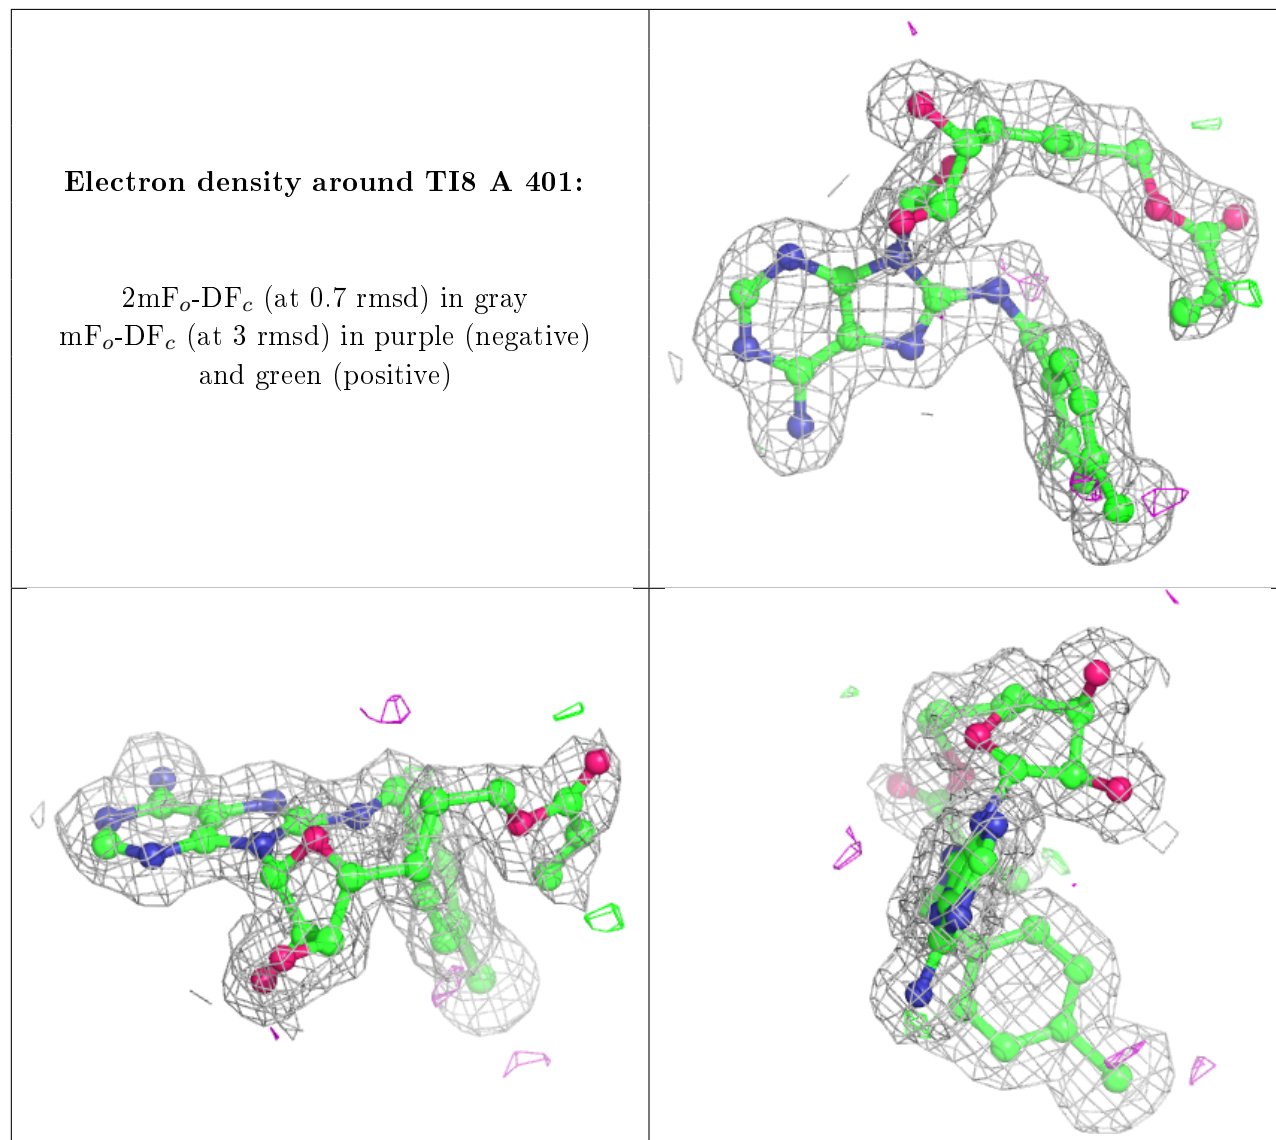 Electron density around TI8 A 401:
2mFo-DFc (at 0.7 rmsd) in gray
mFo-DFc (at 3 rmsd) in purple (negative)
and green (positive)